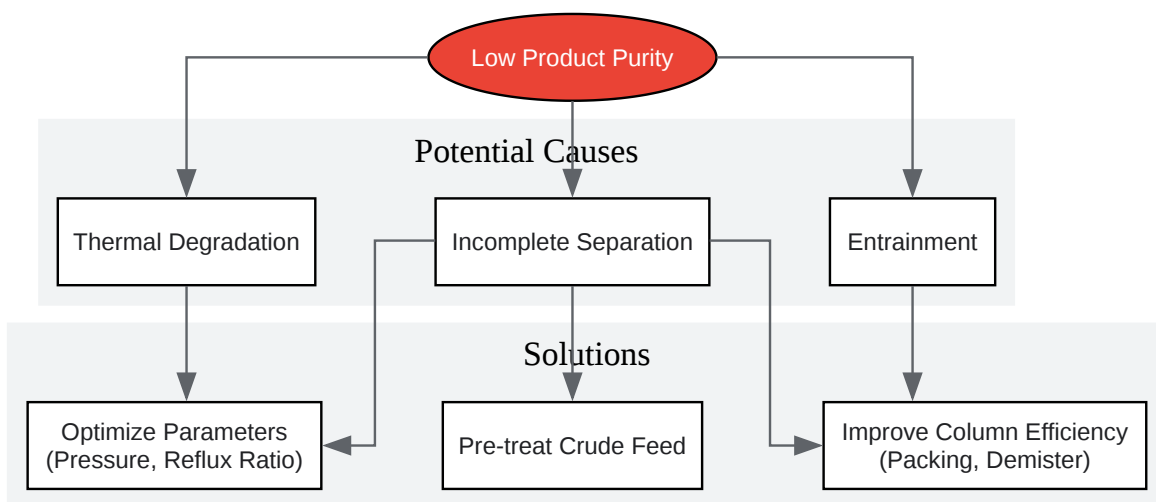 Low Product Purity
Potential Causes
Thermal Degradation
Incomplete Separation
Entrainment
Solutions
Optimize Parameters
(Pressure, Reflux Ratio)
Pre-treat Crude Feed
Improve Column Efficiency
(Packing, Demister)